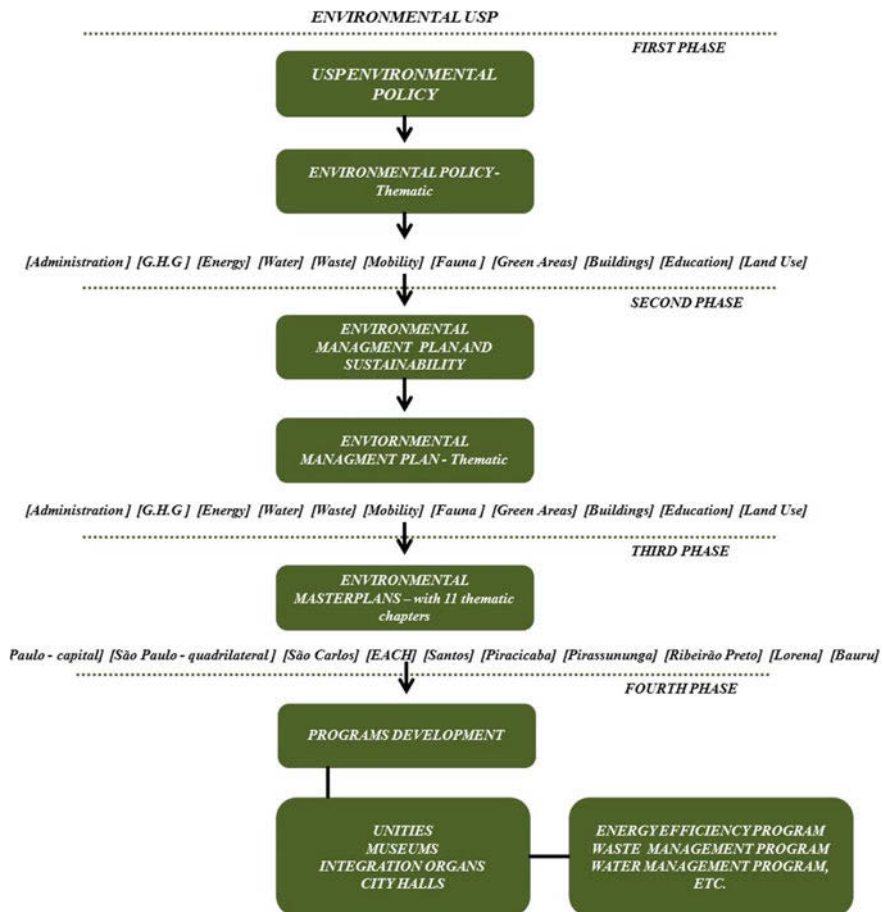 ENVIRONMENTAL USP
FIRST PHASE
USP ENVIRONMENTAL
POLICY
ENVIRONMENTAL POLICY -
Thematic
[Administration ] [G.H.G ] [Energy] [Water] [Waste] [Mobility] [Fauna ] [Green Areas] [Buildings] [Education] [Land Use]
SECOND PHASE
ENVIRONMENTAL
MANAGMENT PLAN AND
SUSTAINABILITY
ENVIORNMENTAL
MANAGMENT PLAN - Thematic
[Administration ] [G.H.G ] [Energy] [Water] [Waste] [Mobility] [Fauna ] [Green Areas] [Buildings] [Education] [Land Use]
THIRD PHASE
ENVIRONMENTAL
MASTERPLANS – with 11 thematic
chapters
Paulo - capital] [São Paulo - quadrilateral ] [São Carlos] [EACH] [Santos] [Piracicaba] [Pirassununga] [Ribeirão Preto] [Lorena] [Bauru]
FOURTH PHASE
PROGRAMS DEVELOPMENT
UNITIES
MUSEUMS
INTEGRATION ORGANS
CITY HALLS
ENERGY EFFICIENCY PROGRAM
WASTE MANAGEMENT PROGRAM
WATER MANAGEMENT PROGRAM,
ETC.